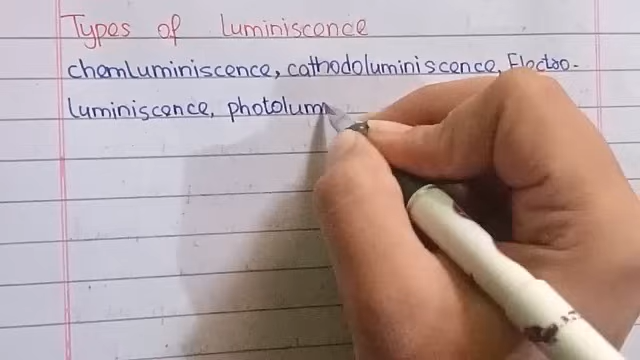 Types of luminiscence
chemluminiscence, cathodoluminiscence, Electro-
luminiscence, photolum